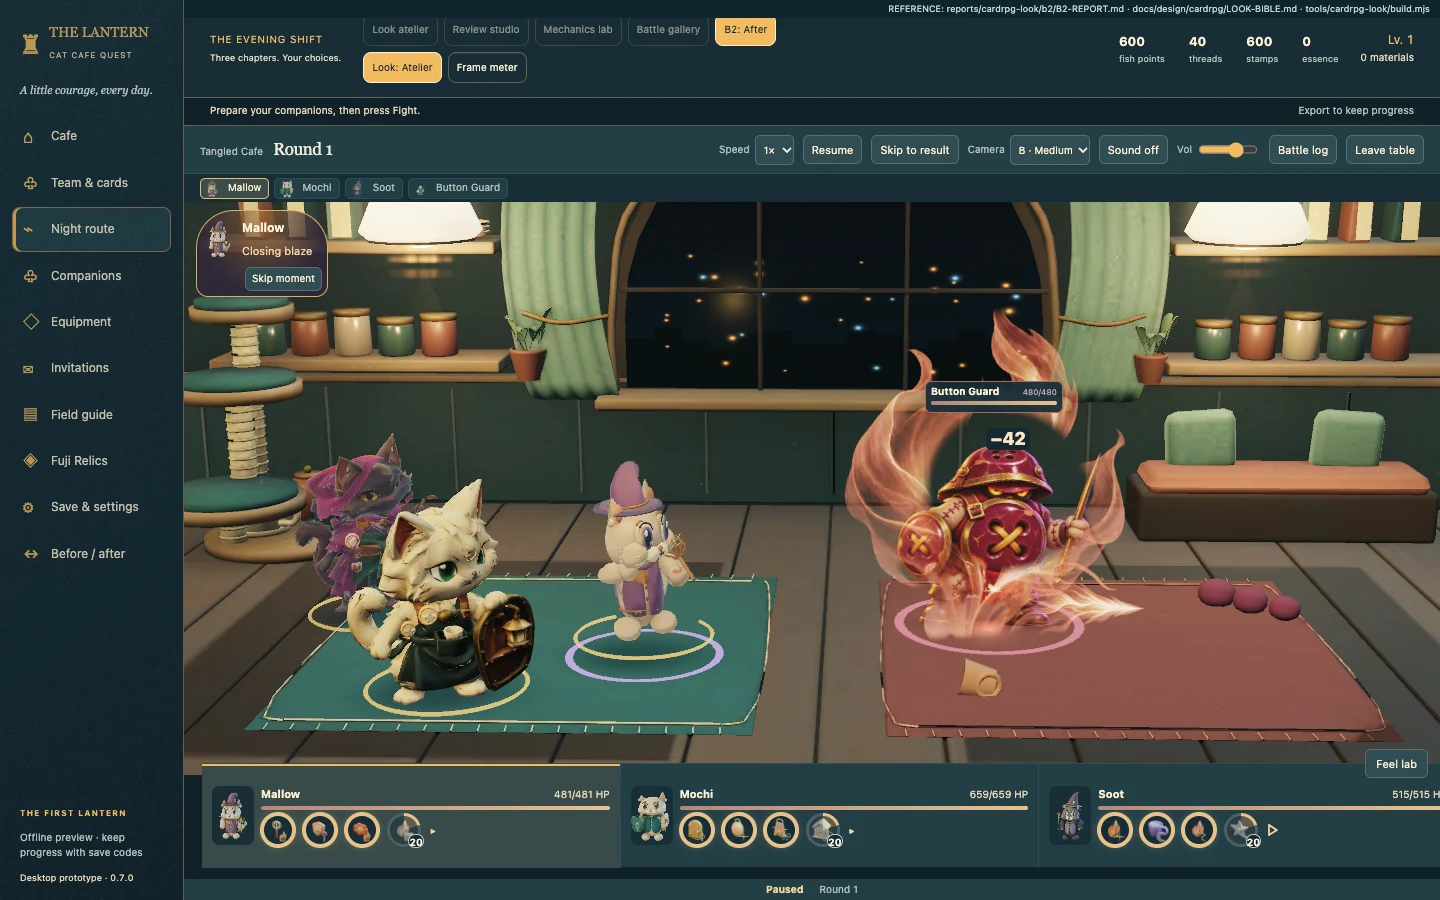 REFERENCE: reports/cardrpg-look/b2/B2-REPORT.md · docs/design/cardrpg/LOOK-BIBLE.md · tools/cardrpg-look/build.mjs
THE LANTERN
CAT CAFE QUEST
A little courage, every day.
Cafe
Team & cards
Night route
Companions
Equipment
Invitations
Field guide
Fuji Relics
Save & settings
Before / after
THE FIRST LANTERN
Offline preview · keep
progress with save codes
Desktop prototype · 0.7.0
THE EVENING SHIFT
Three chapters. Your choices.
Look atelier
Review studio
Mechanics lab
Battle gallery
B2: After
Look: Atelier
Frame meter
600
fish points
40
threads
600
stamps
0
essence
Lv. 1
0 materials
Prepare your companions, then press Fight.
Export to keep progress
Tangled Cafe
Round 1
Speed
1×
Resume
Skip to result
Camera
B · Medium
Sound off
Vol
Battle log
Leave table
Mallow
Mochi
Soot
Button Guard
Mallow
Closing blaze
Skip moment
Button Guard
480/480
−42
Feel lab
Mallow
481/481 HP
20
Mochi
659/659 HP
20
Soot
515/515 H
20
Paused
Round 1